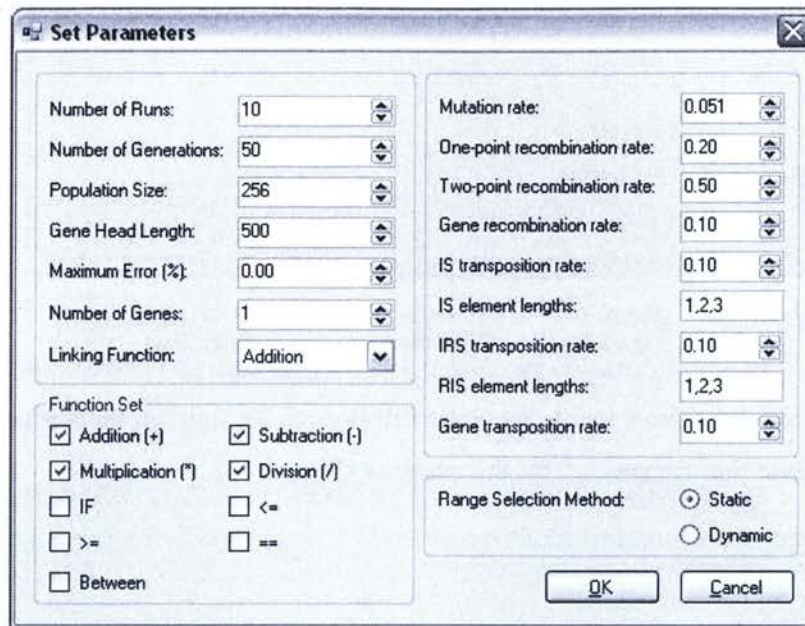 Set Parameters
Number of Runs: 10
Number of Generations: 50
Population Size: 256
Gene Head Length: 500
Maximum Error (%): 0.00
Number of Genes: 1
Linking Function: Addition
Function Set
Addition (+) Subtraction (-)
Multiplication (*) Division (/)
IF <=
>= ==
Between
Mutation rate: 0.051
One-point recombination rate: 0.20
Two-point recombination rate: 0.50
Gene recombination rate: 0.10
IS transposition rate: 0.10
IS element lengths: 1,2,3
IRS transposition rate: 0.10
RIS element lengths: 1,2,3
Gene transposition rate: 0.10
Range Selection Method: Static
Dynamic
OK Cancel